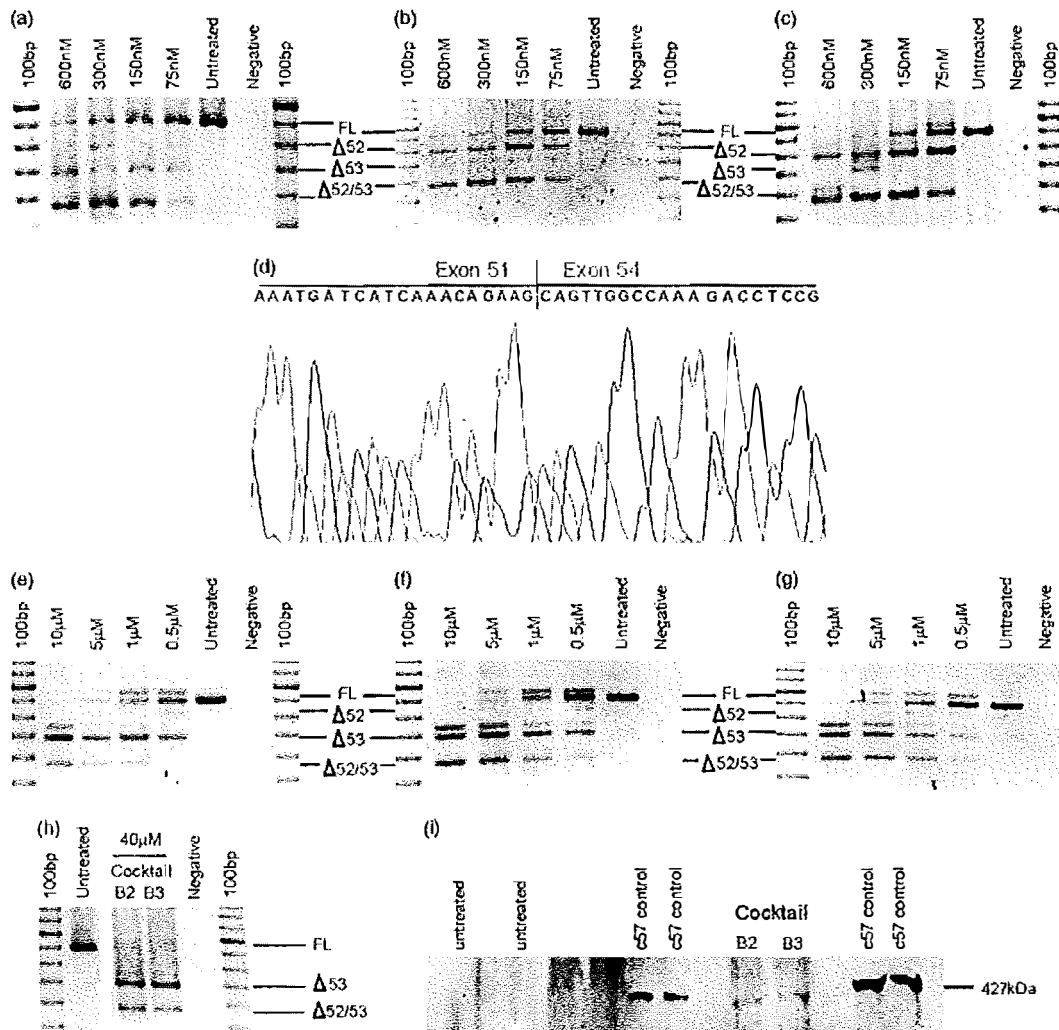 (a)
100bp
600nM
300nM
150nM
75nM
Untreated
Negative
100bp
(b)
100bp
600nM
300nM
150nM
75nM
Untreated
Negative
100bp
(c)
100bp
600nM
300nM
150nM
75nM
Untreated
Negative
100bp
FL
Δ52
Δ53
Δ52/53
FL
Δ52
Δ53
Δ52/53
(d)
Exon 51 Exon 54
AAATGATCATCAAACAGAAGCAGTTGGCCAAAGACCTCCG
(e)
100bp
10μM
5μM
1μM
0.5μM
Untreated
Negative
100bp
(f)
100bp
10μM
5μM
1μM
0.5μM
Untreated
Negative
(g)
100bp
10μM
5μM
1μM
0.5μM
Untreated
Negative
FL
Δ52
Δ53
Δ52/53
FL
Δ52
Δ53
Δ52/53
(h)
100bp
Untreated
40μM
Cocktail
B2 B3
Negative
100bp
FL
Δ53
Δ52/53
(i)
untreated
untreated
c57 control
c57 control
Cocktail
B2 B3
c57 control
c57 control
427kDa